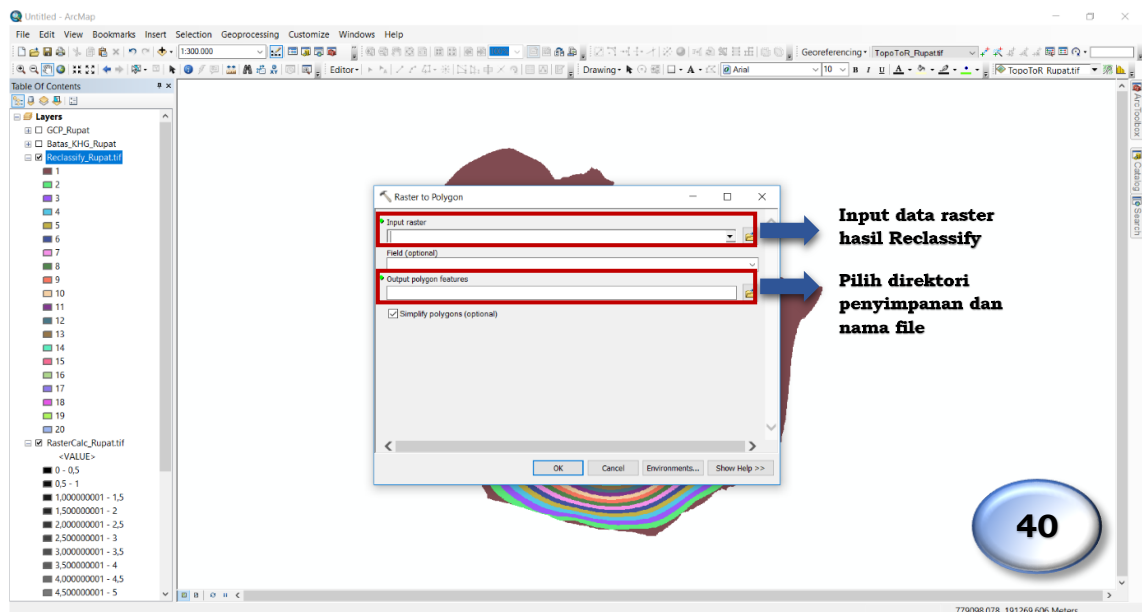 Untitled - ArcMap
File Edit View Bookmarks Insert Selection Geoprocessing Customize Windows Help
1:300.000
Georeferencing▾ TopoToR_Rupat.tif
Editor▾
Drawing▾
Arial
10
B I U A
TopoToR_Rupat.tif
Table Of Contents
Layers
GCP_Rupat
Batas_KHG_Rupat
Reclassify_Rupat.tif
1
2
3
4
5
6
7
8
9
10
11
12
13
14
15
16
17
18
19
20
RasterCalc_Rupat.tif
<VALUE>
0 - 0,5
0,5 - 1
1,000000001 - 1,5
1,500000001 - 2
2,000000001 - 2,5
2,500000001 - 3
3,000000001 - 3,5
3,500000001 - 4
4,000000001 - 4,5
4,500000001 - 5
Raster to Polygon
Input raster
Field (optional)
Output polygon features
Simplify polygons (optional)
OK Cancel Environments... Show Help >>
Input data raster
hasil Reclassify
Pilih direktori
penyimpanan dan
nama file
40
ArcToolbox
Catalog
Search
779098,078 191269,606 Meters